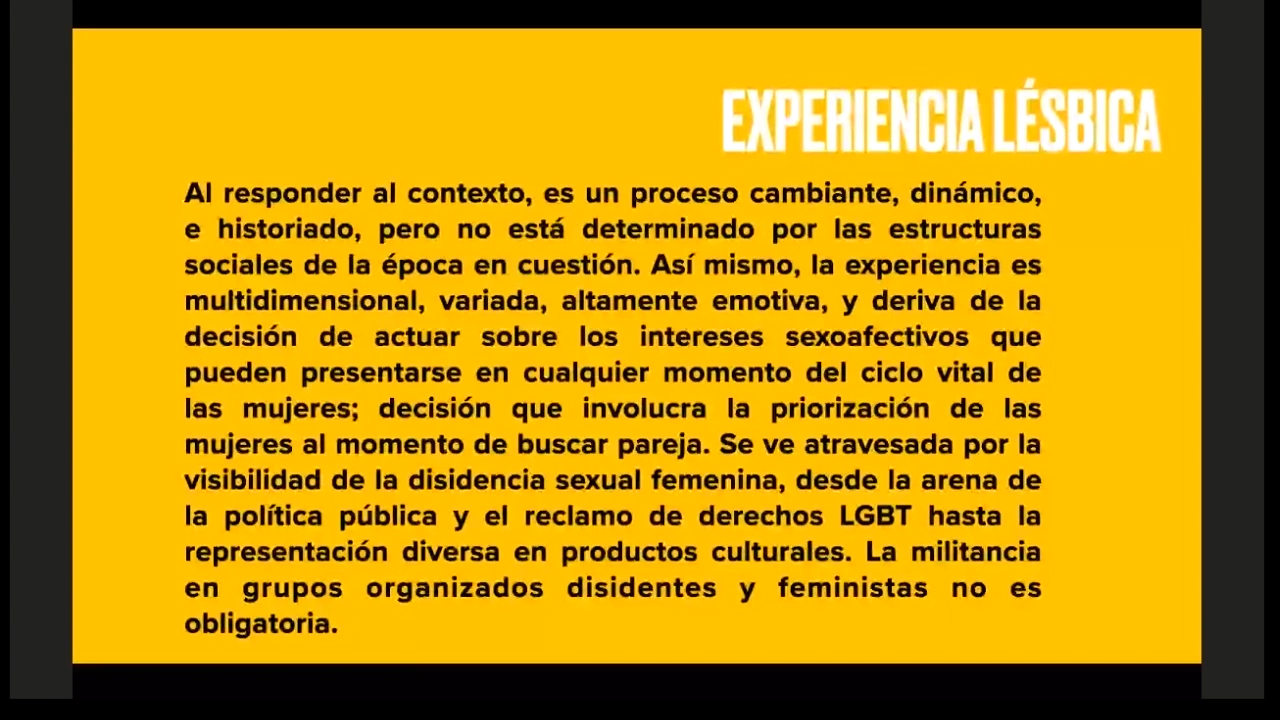 EXPERIENCIA LÉSBICA
Al responder al contexto, es un proceso cambiante, dinámico,
e historiado, pero no está determinado por las estructuras
sociales de la época en cuestión. Así mismo, la experiencia es
multidimensional, variada, altamente emotiva, y deriva de la
decisión de actuar sobre los intereses sexoafectivos que
pueden presentarse en cualquier momento del ciclo vital de
las mujeres; decisión que involucra la priorización de las
mujeres al momento de buscar pareja. Se ve atravesada por la
visibilidad de la disidencia sexual femenina, desde la arena de
la política pública y el reclamo de derechos LGBT hasta la
representación diversa en productos culturales. La militancia
en grupos organizados disidentes y feministas no es
obligatoria.